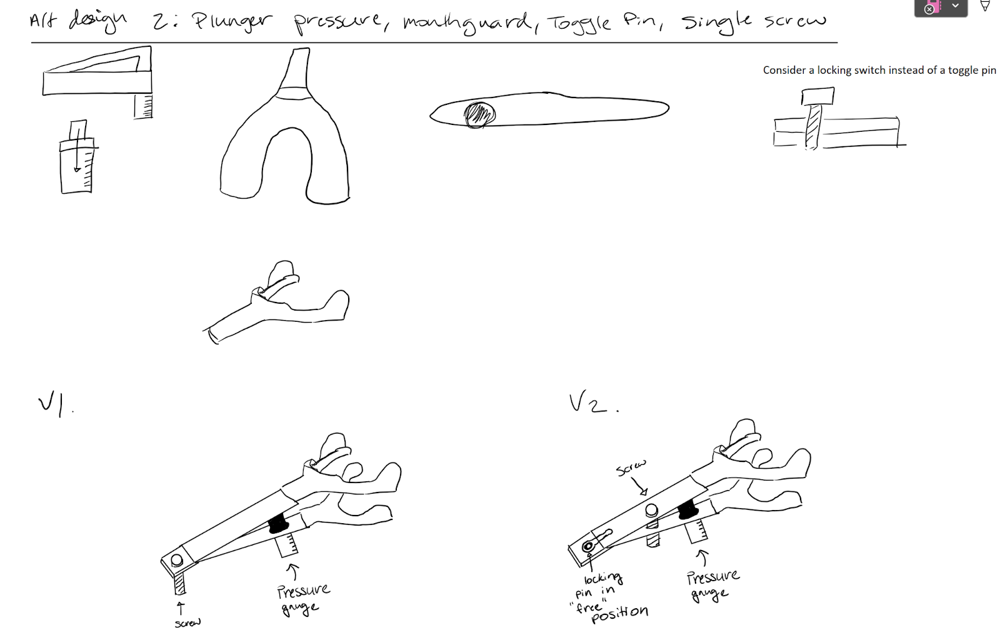 Alt design 2: Plunger pressure, mouthguard, Toggle Pin, Single screw
Consider a locking switch instead of a toggle pin
V1.
V2.
Screw
locking
pin in
"free"
position
Pressure
gauge
Pressure
gauge
screw